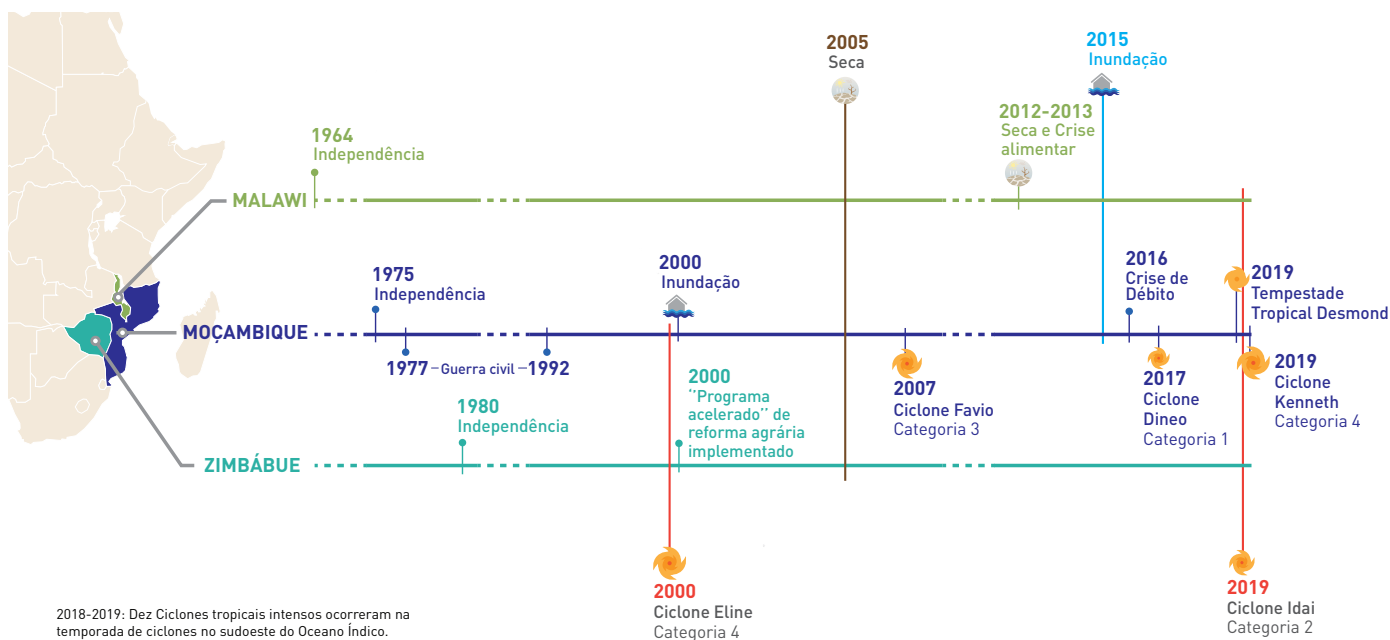 2005
Seca
2015
Inundação
2012-2013
Seca e Crise
alimentar
1964
Independência
MALAWI
1975
Independência
2000
Inundação
2016
Crise de
Débito
2019
Tempestade
Tropical Desmond
MOÇAMBIQUE
1977 – Guerra civil – 1992
2007
Ciclone Favio
Categoria 3
2017
Ciclone
Dineo
Categoria 1
2019
Ciclone
Kenneth
Categoria 4
1980
Independência
2000
¨Programa
acelerado¨ de
reforma agrária
implementado
ZIMBÁBUE
2000
Ciclone Eline
Categoria 4
2019
Ciclone Idai
Categoria 2
2018-2019: Dez Ciclones tropicais intensos ocorreram na
temporada de ciclones no sudoeste do Oceano Índico.